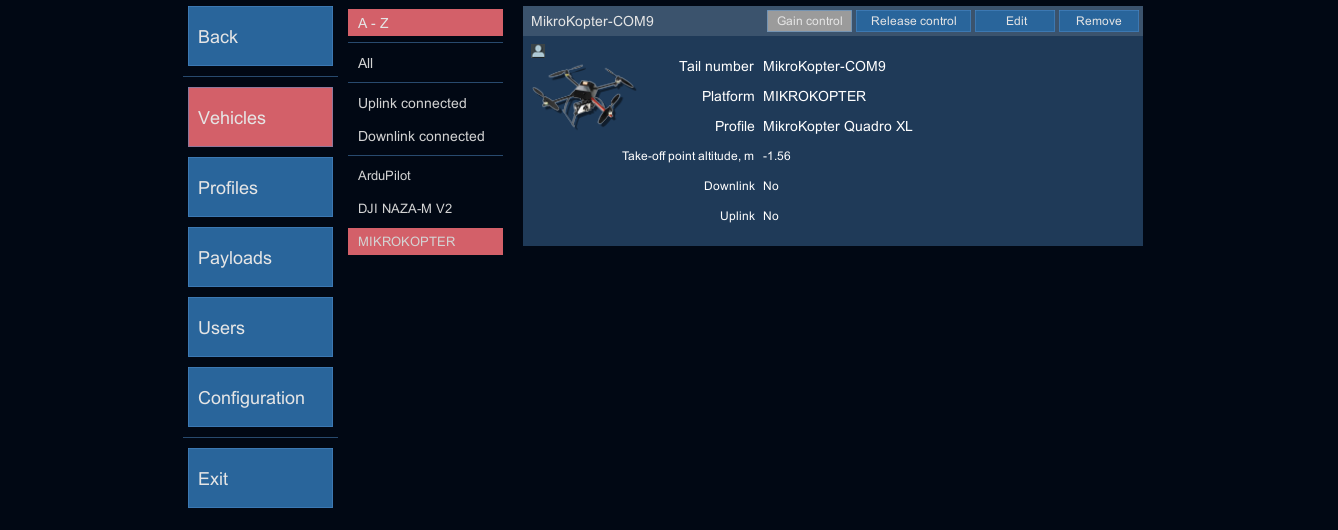 Back
Vehicles
Profiles
Payloads
Users
Configuration
Exit
A - Z
All
Uplink connected
Downlink connected
ArduPilot
DJI NAZA-M V2
MIKROKOPTER
MikroKopter-COM9 Gain control Release control Edit Remove
Tail number MikroKopter-COM9
Platform MIKROKOPTER
Profile MikroKopter Quadro XL
Take-off point altitude, m -1.56
Downlink No
Uplink No